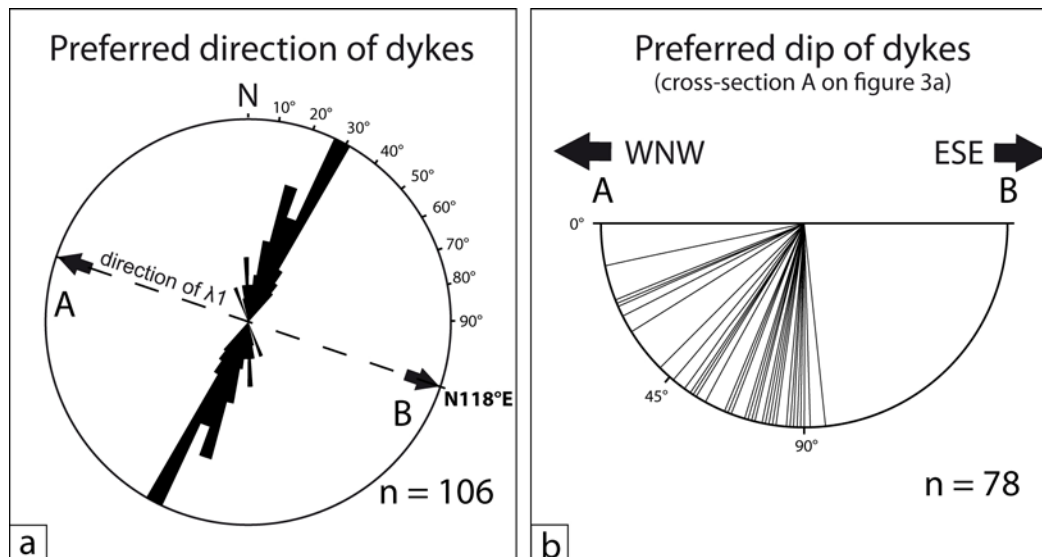 Preferred direction of dykes
N
10°
20°
30°
40°
50°
60°
70°
80°
90°
direction of λ1
A
B
N118°E
n = 106
a
Preferred dip of dykes
(cross-section A on figure 3a)
WNW
ESE
A
B
0°
45°
90°
n = 78
b